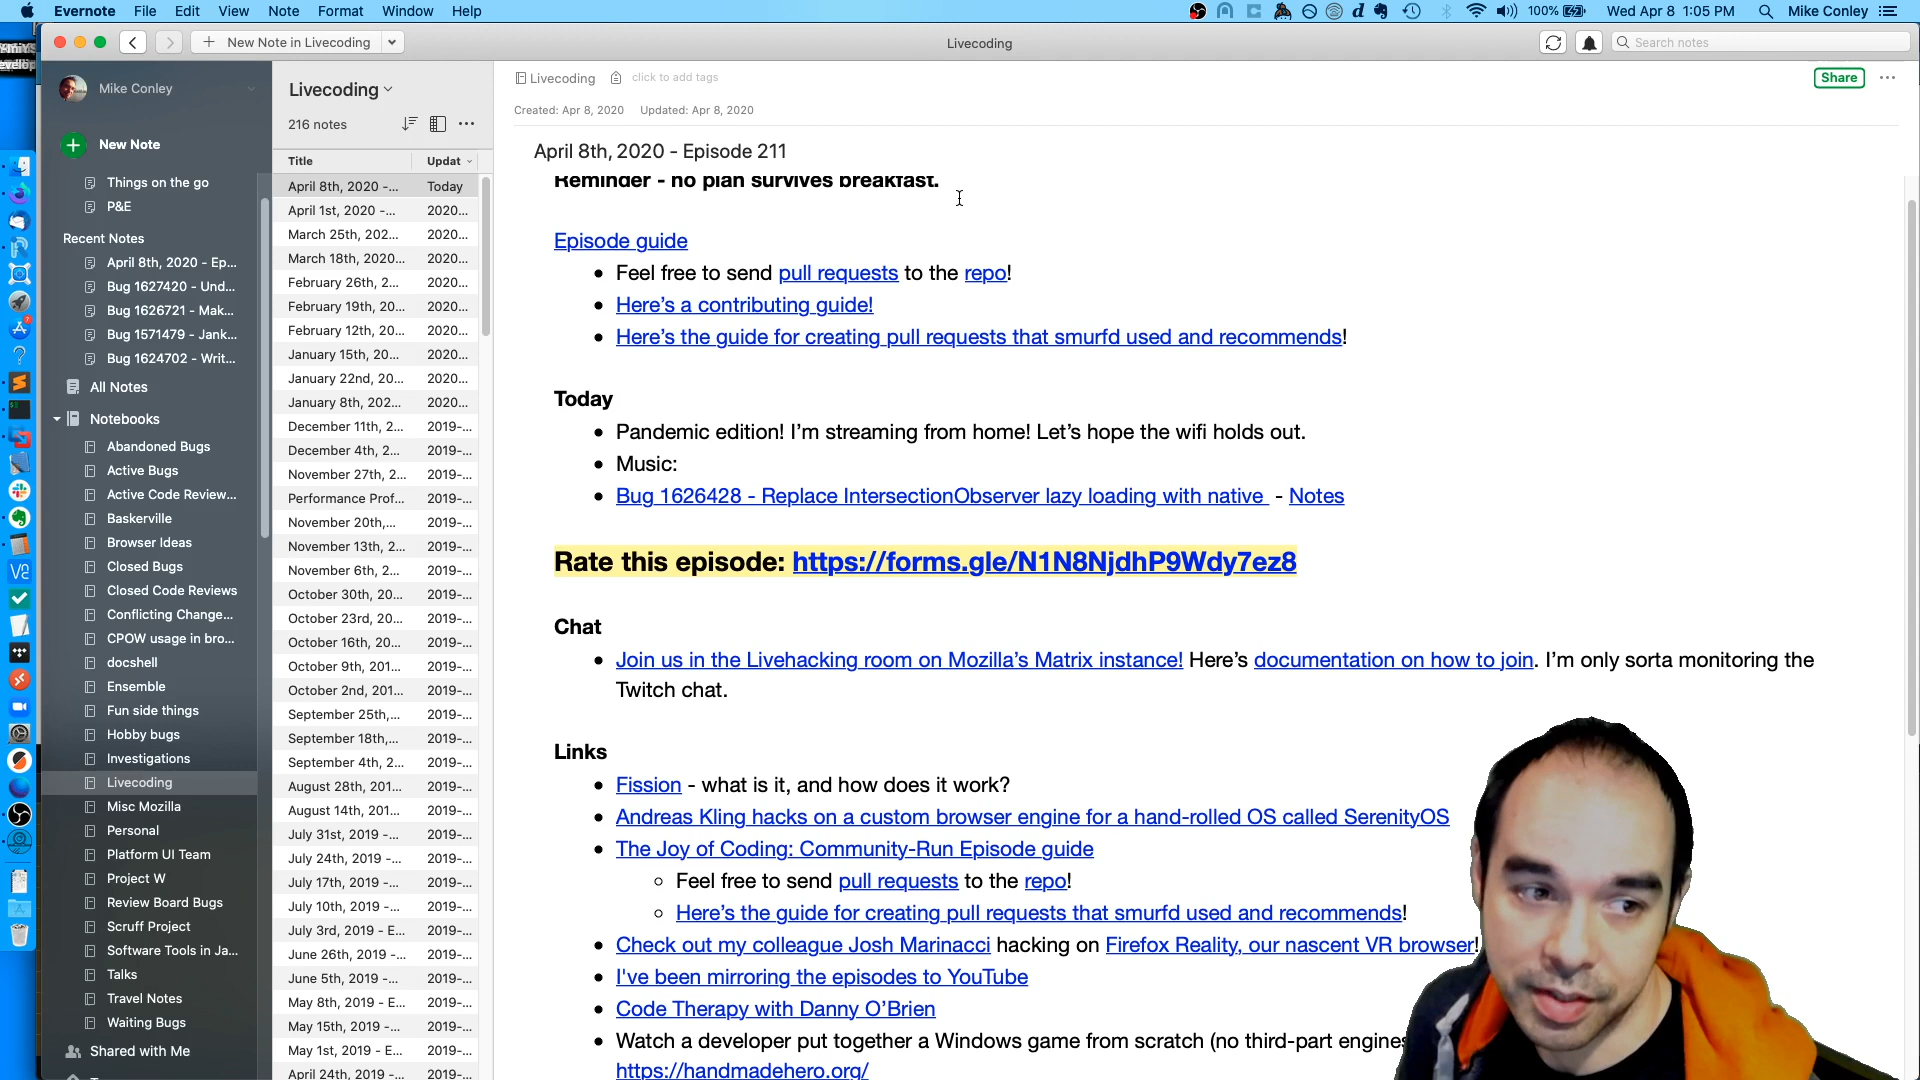 Evernote File Edit View Note Format Window Help
100% Wed Apr 8 1:05 PM Mike Conley
New Note in Livecoding
Livecoding
Search notes
Mike Conley
New Note
Things on the go
P&E
Recent Notes
April 8th, 2020 - Ep...
Bug 1627420 - Und...
Bug 1626721 - Mak...
Bug 1571479 - Jank...
Bug 1624702 - Writ...
All Notes
Notebooks
Abandoned Bugs
Active Bugs
Active Code Review...
Baskerville
Browser Ideas
Closed Bugs
Closed Code Reviews
Conflicting Change...
CPOW usage in bro...
docshell
Ensemble
Fun side things
Hobby bugs
Investigations
Livecoding
Misc Mozilla
Personal
Platform UI Team
Project W
Review Board Bugs
Scruff Project
Software Tools in Ja...
Talks
Travel Notes
Waiting Bugs
Shared with Me
Livecoding
216 notes
Title Updat
April 8th, 2020 -... Today
April 1st, 2020 -... 2020...
March 25th, 202... 2020...
March 18th, 2020... 2020...
February 26th, 2... 2020...
February 19th, 20... 2020...
February 12th, 20... 2020...
January 15th, 20... 2020...
January 22nd, 20... 2020...
January 8th, 202... 2020...
December 11th, 2... 2019-...
December 4th, 2... 2019-...
November 27th, 2... 2019-...
Performance Prof... 2019-...
November 20th,... 2019-...
November 13th, 2... 2019-...
November 6th, 2... 2019-...
October 30th, 20... 2019-...
October 23rd, 20... 2019-...
October 16th, 20... 2019-...
October 9th, 201... 2019-...
October 2nd, 201... 2019-...
September 25th,... 2019-...
September 18th,... 2019-...
September 4th, 2... 2019-...
August 28th, 201... 2019-...
August 14th, 201... 2019-...
July 31st, 2019 -... 2019-...
July 24th, 2019 -... 2019-...
July 17th, 2019 -... 2019-...
July 10th, 2019 -... 2019-...
July 3rd, 2019 - E... 2019-...
June 26th, 2019 -... 2019-...
June 5th, 2019 -... 2019-...
May 8th, 2019 - E... 2019-...
May 15th, 2019 -... 2019-...
May 1st, 2019 - E... 2019-...
April 24th, 2019 -... 2019-...
Livecoding click to add tags
Share
Created: Apr 8, 2020 Updated: Apr 8, 2020
April 8th, 2020 - Episode 211
Reminder - no plan survives breakfast.
Episode guide
Feel free to send pull requests to the repo!
Here's a contributing guide!
Here's the guide for creating pull requests that smurfd used and recommends!
Today
Pandemic edition! I'm streaming from home! Let's hope the wifi holds out.
Music:
Bug 1626428 - Replace IntersectionObserver lazy loading with native - Notes
Rate this episode: https://forms.gle/N1N8NjdhP9Wdy7ez8
Chat
Join us in the Livehacking room on Mozilla's Matrix instance! Here's documentation on how to join. I'm only sorta monitoring the
Twitch chat.
Links
Fission - what is it, and how does it work?
Andreas Kling hacks on a custom browser engine for a hand-rolled OS called SerenityOS
The Joy of Coding: Community-Run Episode guide
Feel free to send pull requests to the repo!
Here's the guide for creating pull requests that smurfd used and recommends!
Check out my colleague Josh Marinacci hacking on Firefox Reality, our nascent VR browser!
I've been mirroring the episodes to YouTube
Code Therapy with Danny O'Brien
Watch a developer put together a Windows game from scratch (no third-part engines
https://handmadehero.org/